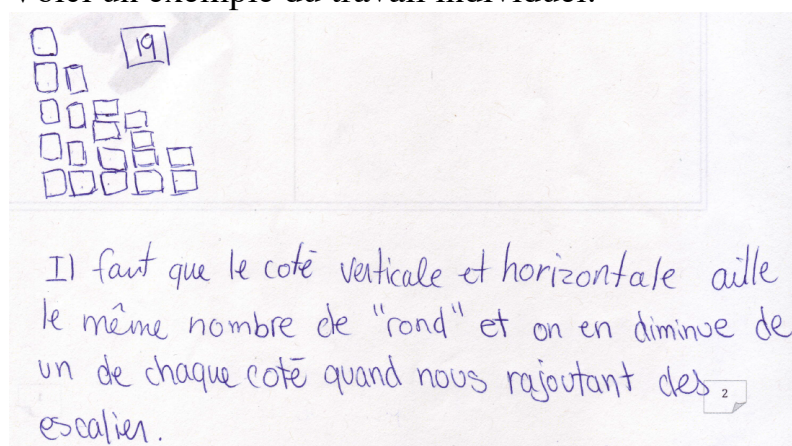 Voici un exemple du travail individuel.
19
Il faut que le coté verticale et horizontale aille
le même nombre de "rond" et on en diminue de
un de chaque coté quand nous rajoutant des
2
escalier.